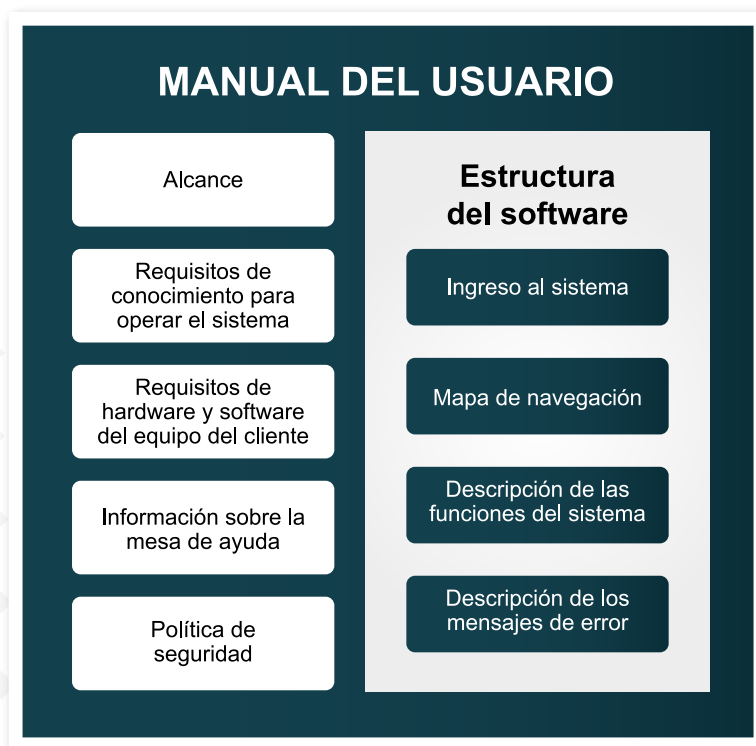 MANUAL DEL USUARIO
Alcance
Requisitos de
conocimiento para
operar el sistema
Requisitos de
hardware y software
del equipo del cliente
Información sobre la
mesa de ayuda
Política de
seguridad
Estructura
del software
Ingreso al sistema
Mapa de navegación
Descripción de las
funciones del sistema
Descripción de los
mensajes de error